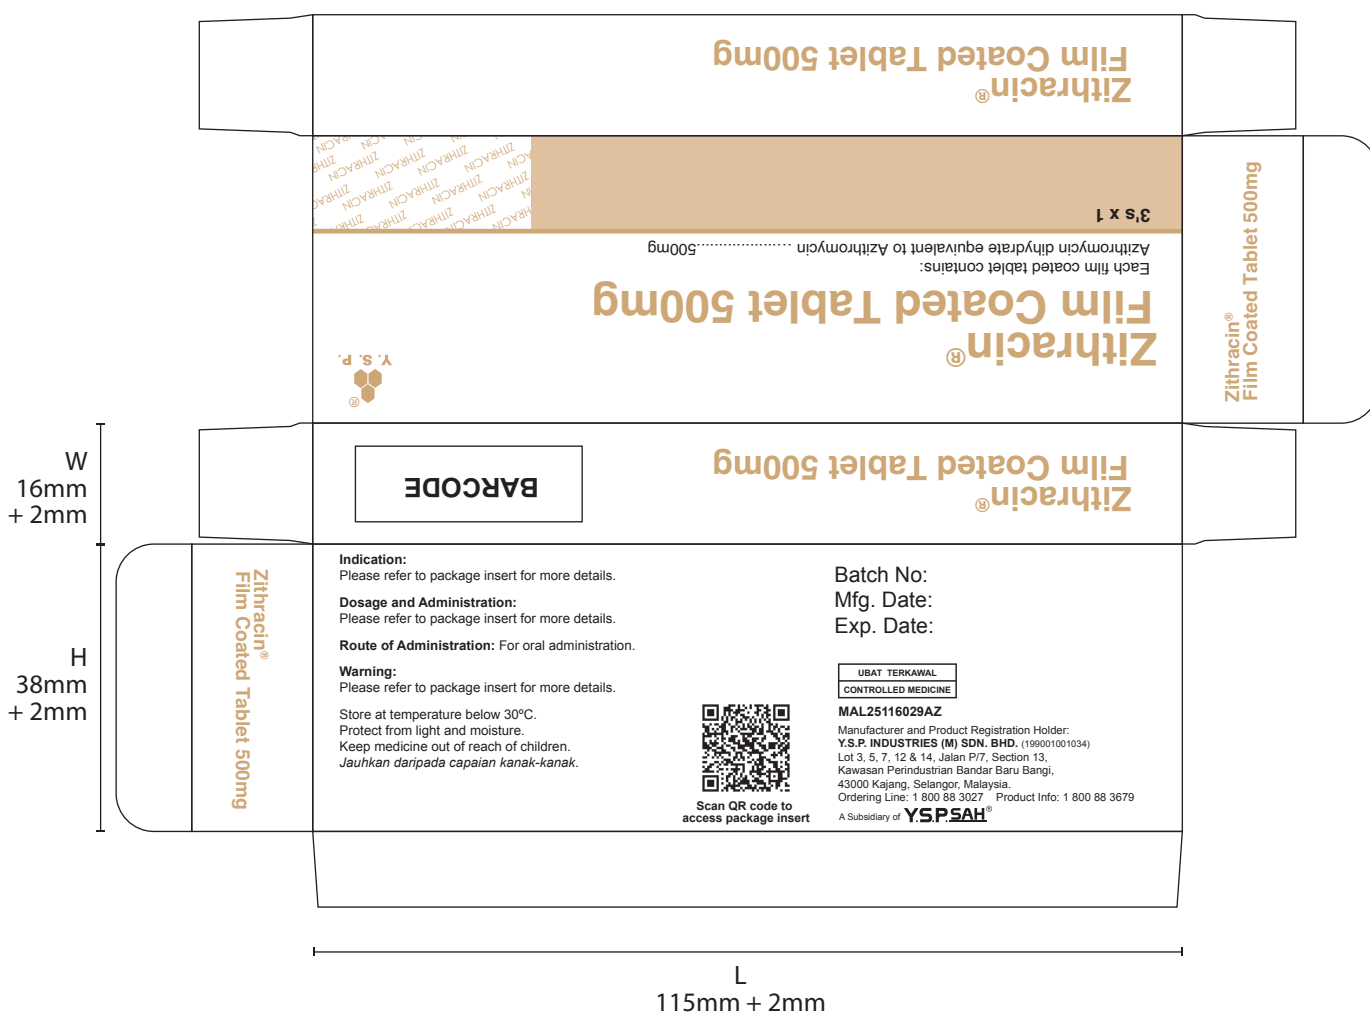 Zithracin®
Film Coated Tablet 500mg
ZITHRACIN ZITHRACIN ZITHRACIN ZITHRACIN
3's x 1
Azithromycin dihydrate equivalent to Azithromycin ......................500mg
Each film coated tablet contains:
Zithracin®
Film Coated Tablet 500mg
®
Y. S. P.
Zithracin®
Film Coated Tablet 500mg
W
16mm
+ 2mm
BARCODE
Zithracin®
Film Coated Tablet 500mg
H
38mm
+ 2mm
Zithracin®
Film Coated Tablet 500mg
Indication:
Please refer to package insert for more details.
Dosage and Administration:
Please refer to package insert for more details.
Route of Administration: For oral administration.
Warning:
Please refer to package insert for more details.
Store at temperature below 30ºC.
Protect from light and moisture.
Keep medicine out of reach of children.
Jauhkan daripada capaian kanak-kanak.
Scan QR code to
access package insert
Batch No:
Mfg. Date:
Exp. Date:
UBAT TERKAWAL
CONTROLLED MEDICINE
MAL25116029AZ
Manufacturer and Product Registration Holder:
Y.S.P. INDUSTRIES (M) SDN. BHD. (199001001034)
Lot 3, 5, 7, 12 & 14, Jalan P/7, Section 13,
Kawasan Perindustrian Bandar Baru Bangi,
43000 Kajang, Selangor, Malaysia.
Ordering Line: 1 800 88 3027 Product Info: 1 800 88 3679
A Subsidiary of Y.S.P.SAH®
L
115mm + 2mm